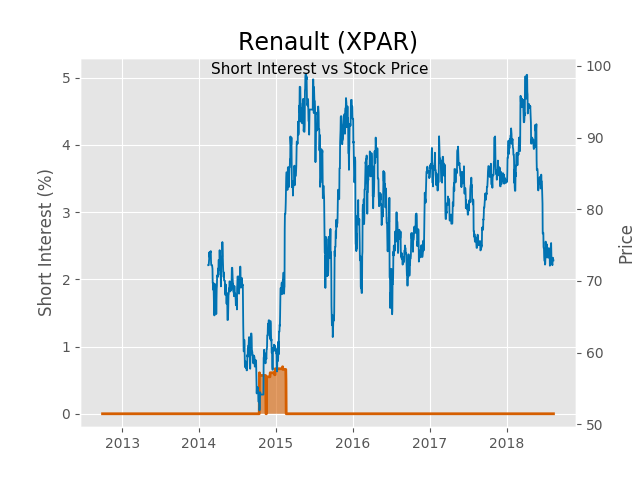 Renault (XPAR)
Short Interest vs Stock Price
Short Interest (%)
5
4
3
2
1
0
Price
100
90
80
70
60
50
2013 2014 2015 2016 2017 2018